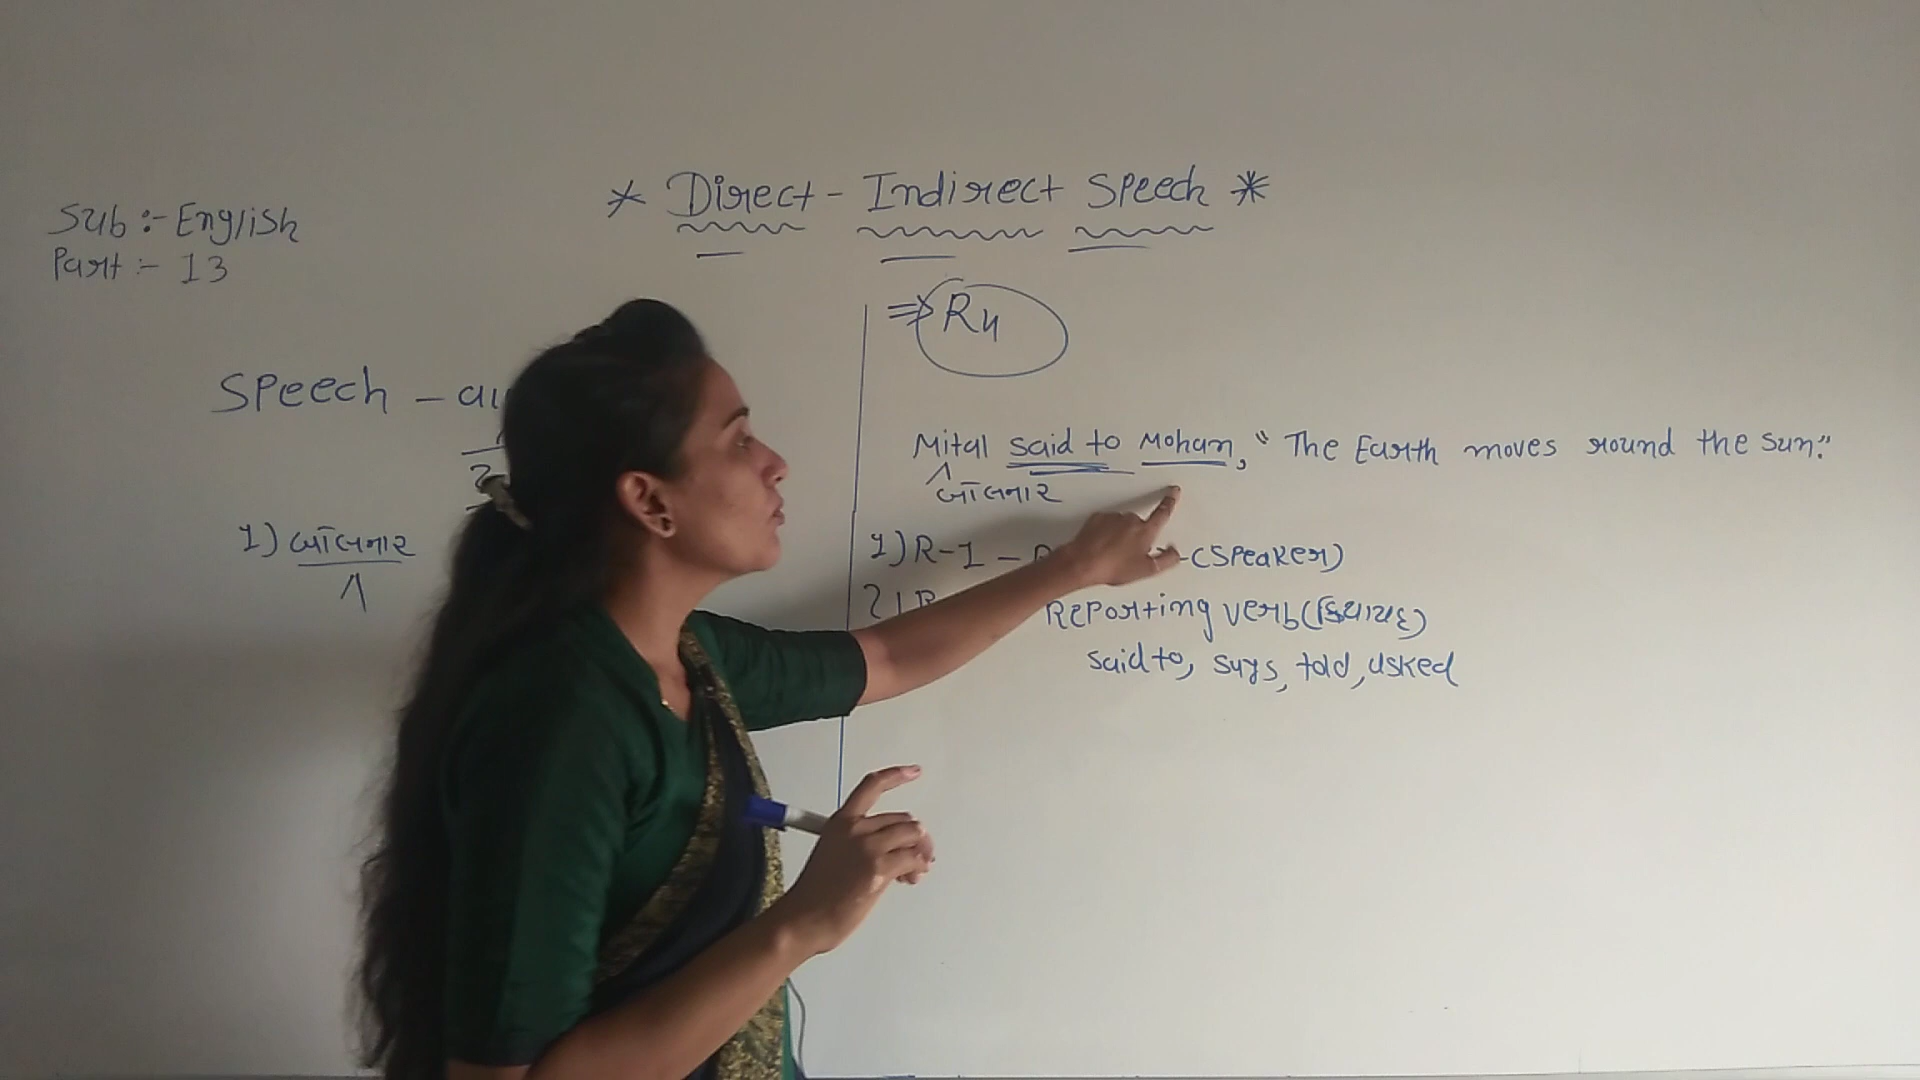 * Direct - Indirect Speech *
Sub :- English
Part :- 13
Speech -
1) બોલનાર
⇒ R4
Mital said to Mohan, "The Earth moves round the Sun."
બોલનાર
1) R-1 - (Speaker)
2) R Reporting verb (ક્રિયાપદ)
said to, says, told, asked